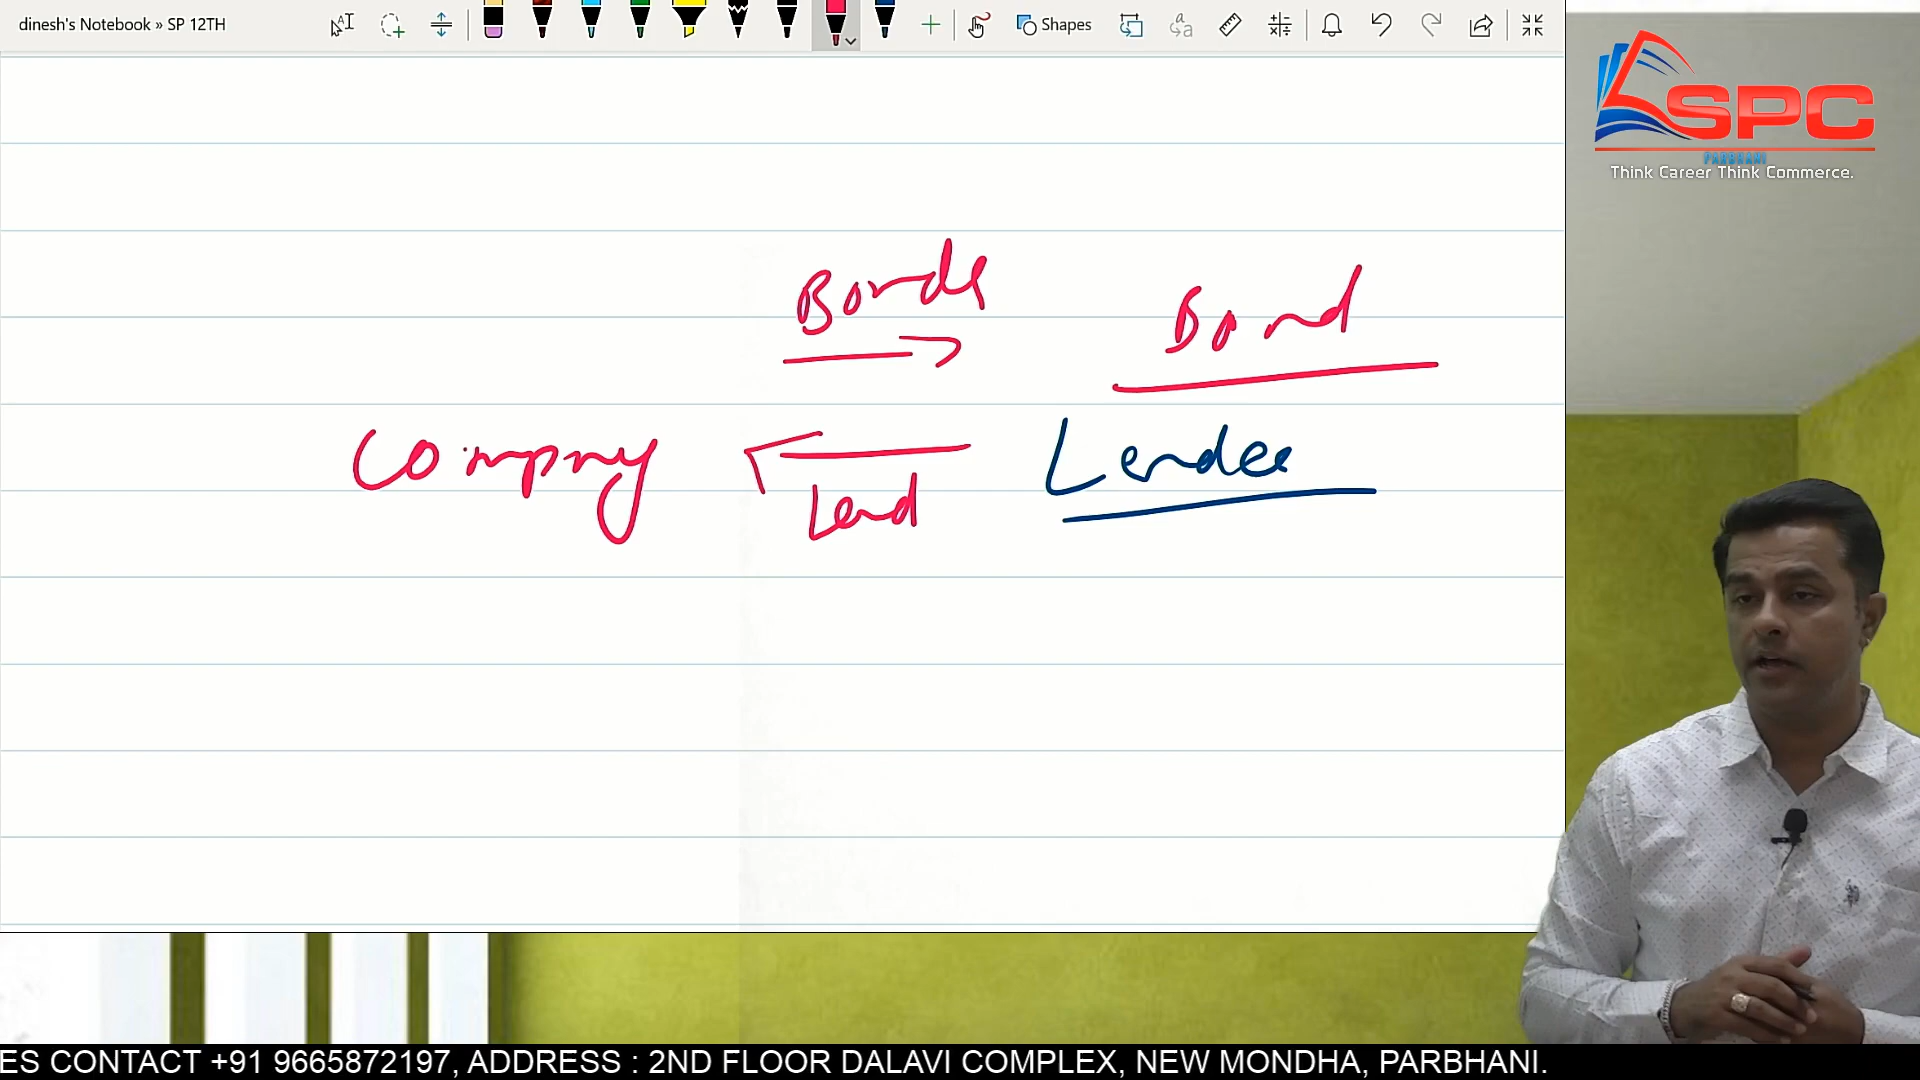 dinesh's Notebook » SP 12TH
Shapes
SPC
PARBHANI
Think Career Think Commerce.
Bonds
Bond
Company
Lender
Lend
ES CONTACT +91 9665872197, ADDRESS : 2ND FLOOR DALAVI COMPLEX, NEW MONDHA, PARBHANI.